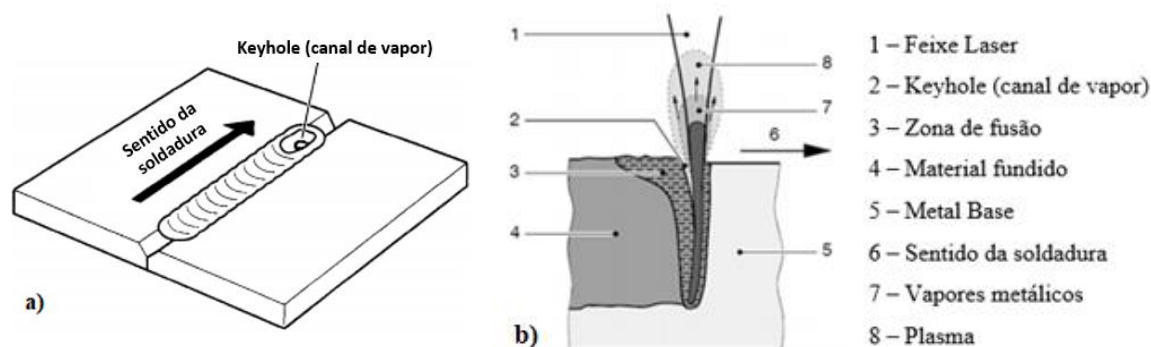 Keyhole (canal de vapor)
Sentido da
soldadura
a)
1
2
3
4
8
7
6
5
b)
1 – Feixe Laser
2 – Keyhole (canal de vapor)
3 – Zona de fusão
4 – Material fundido
5 – Metal Base
6 – Sentido da soldadura
7 – Vapores metálicos
8 – Plasma